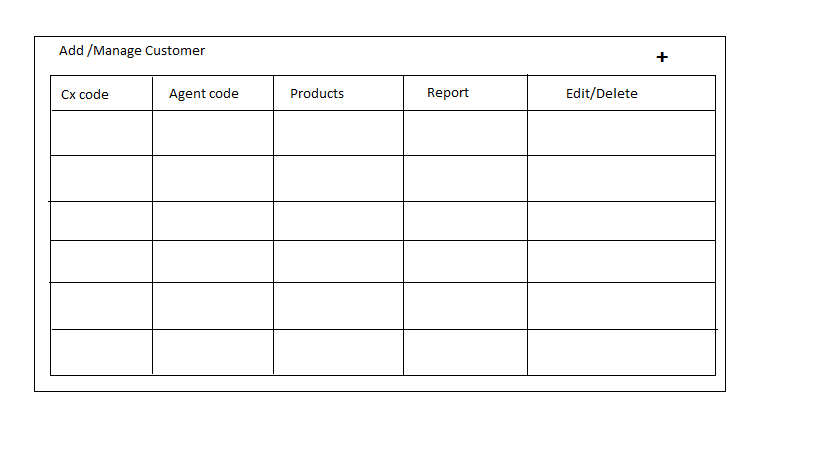 Add /Manage Customer
+
Cx code Agent code Products Report Edit/Delete